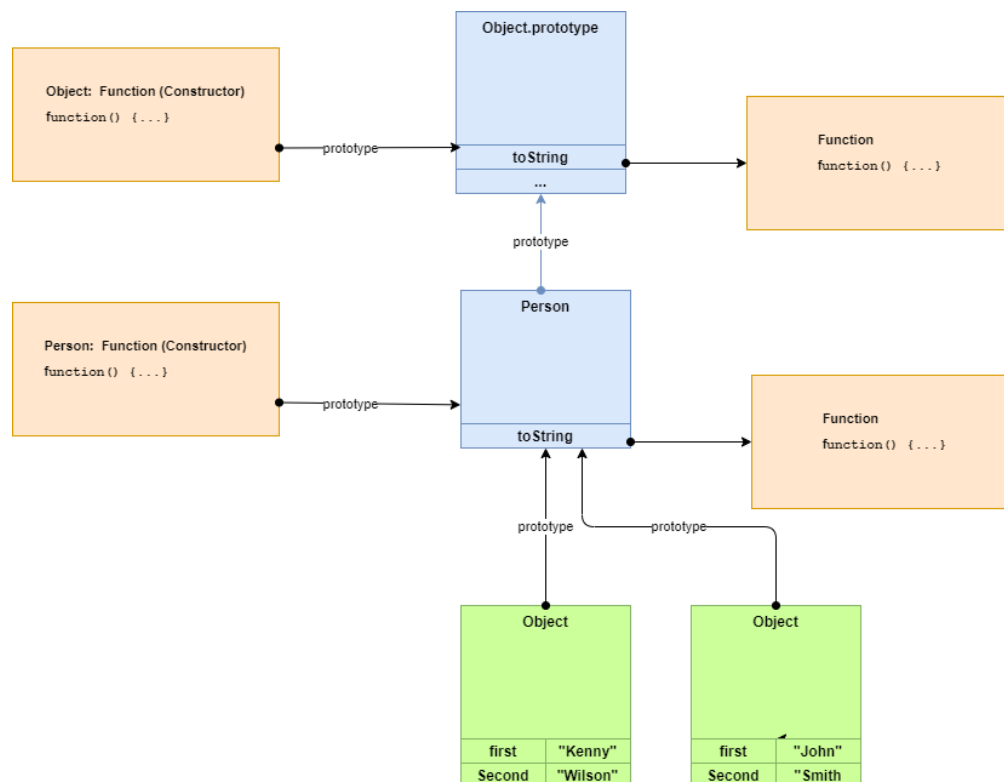 Object.prototype
Object:  Function (Constructor)
function() {...}
prototype
toString
...
Function
function() {...}
prototype
Person
Person:  Function (Constructor)
function() {...}
prototype
toString
Function
function() {...}
prototype
prototype
Object
first "Kenny"
Second "Wilson"
Object
first "John"
Second "Smith